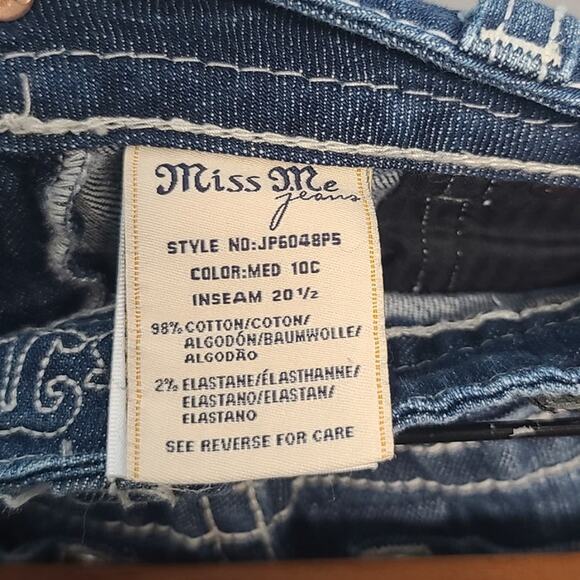 Miss Me
jeans
STYLE NO:JP6048P5
COLOR:MED 10C
INSEAM 20 1/2
98% COTTON/COTON/
ALGODÓN/BAUMWOLLE/
ALGODÃO
2% ELASTANE/ÉLASTHANNE/
ELASTANO/ELASTAN/
ELASTANO
SEE REVERSE FOR CARE